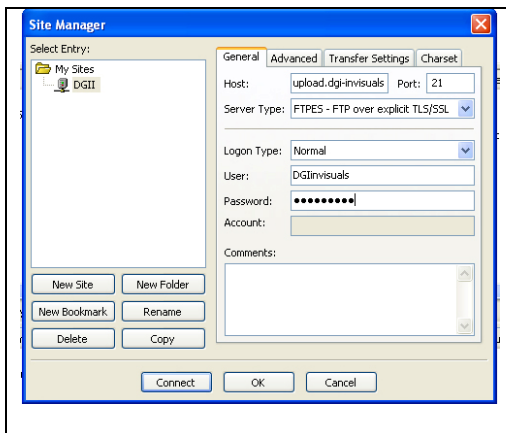 Site Manager
Select Entry:
My Sites
DGII
New Site New Folder
New Bookmark Rename
Delete Copy
General Advanced Transfer Settings Charset
Host: upload.dgi-invisuals Port: 21
Server Type: FTPES - FTP over explicit TLS/SSL
Logon Type: Normal
User: DGIinvisuals
Password: ●●●●●●●●●
Account:
Comments:
Connect OK Cancel